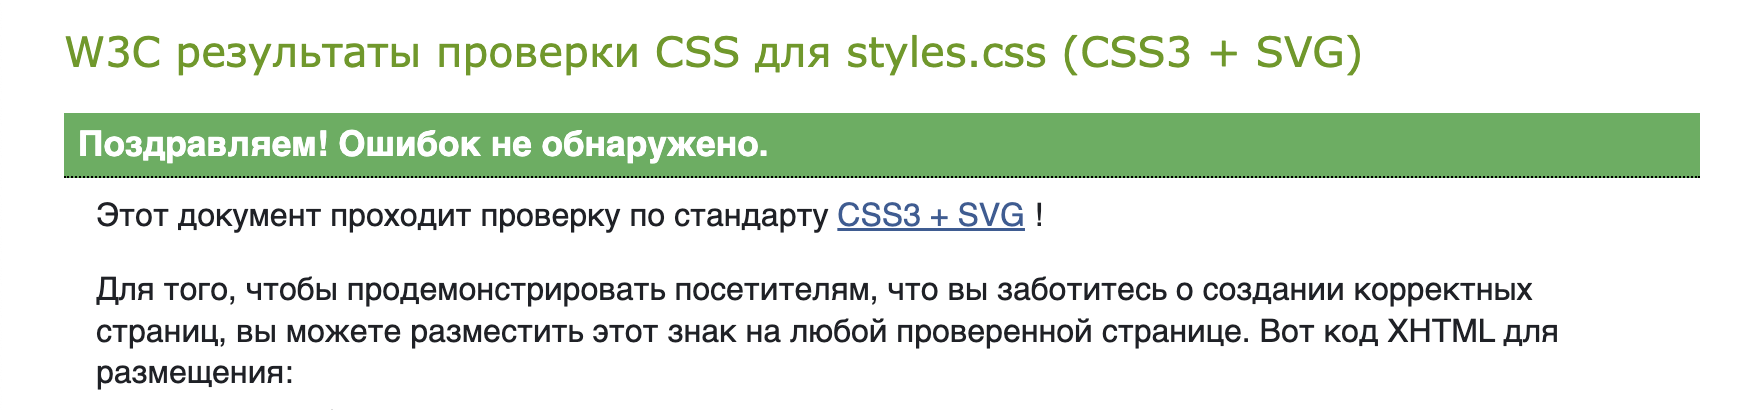 W3C результаты проверки CSS для styles.css (CSS3 + SVG)
Поздравляем! Ошибок не обнаружено.
Этот документ проходит проверку по стандарту CSS3 + SVG !
Для того, чтобы продемонстрировать посетителям, что вы заботитесь о создании корректных
страниц, вы можете разместить этот знак на любой проверенной странице. Вот код XHTML для
размещения: